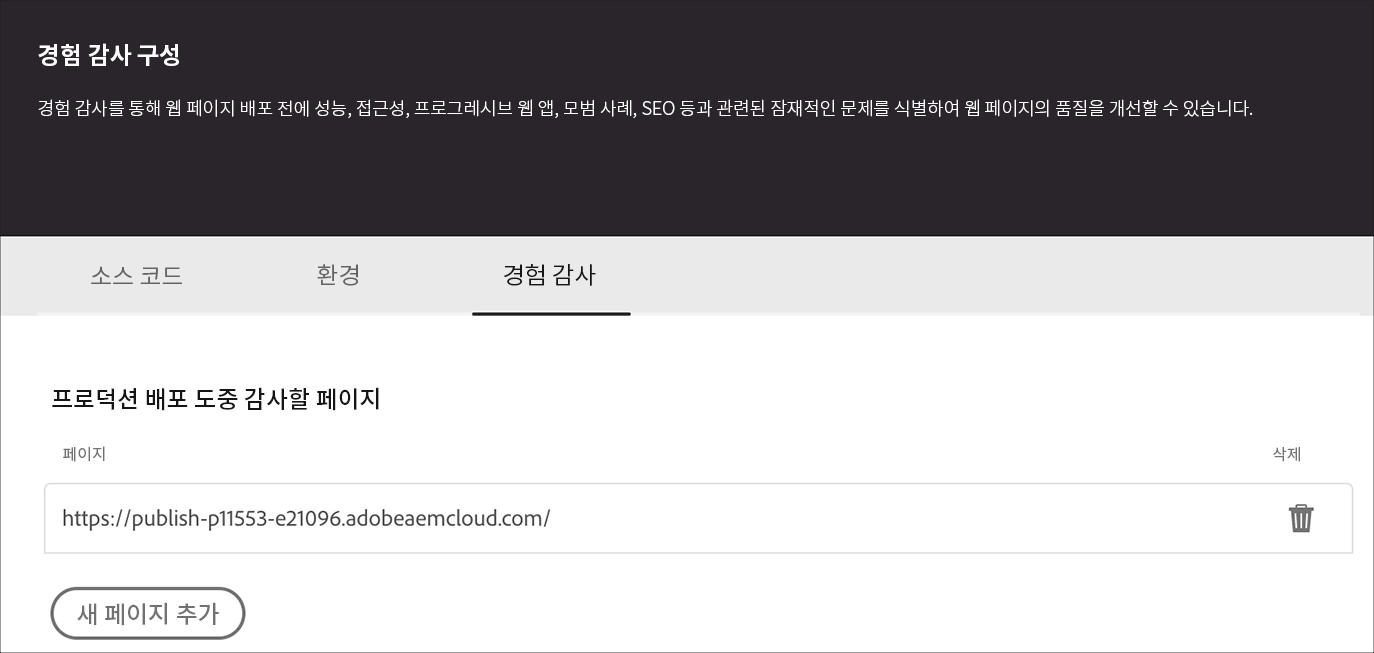 경험 감사 구성
경험 감사를 통해 웹 페이지 배포 전에 성능, 접근성, 프로그레시브 웹 앱, 모범 사례, SEO 등과 관련된 잠재적인 문제를 식별하여 웹 페이지의 품질을 개선할 수 있습니다.
소스 코드 환경 경험 감사
프로덕션 배포 도중 감사할 페이지
페이지 삭제
https://publish-p11553-e21096.adobeaemcloud.com/
새 페이지 추가